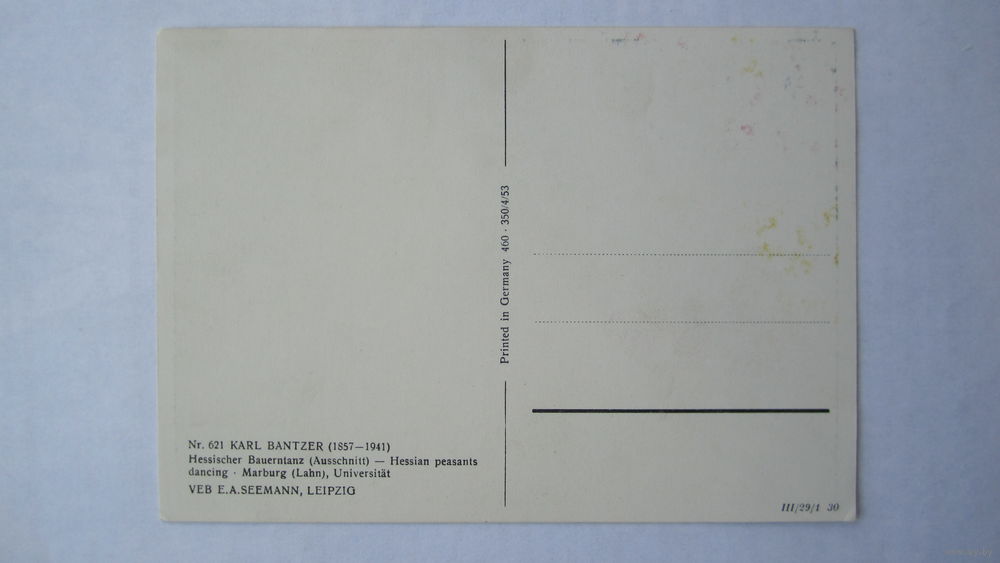 Nr. 621 KARL BANTZER (1857—1941)
Hessischer Bauerntanz (Ausschnitt) — Hessian peasants
dancing · Marburg (Lahn), Universität
VEB E.A.SEEMANN, LEIPZIG
Printed in Germany 460 · 350/4/53
III/29/1 30